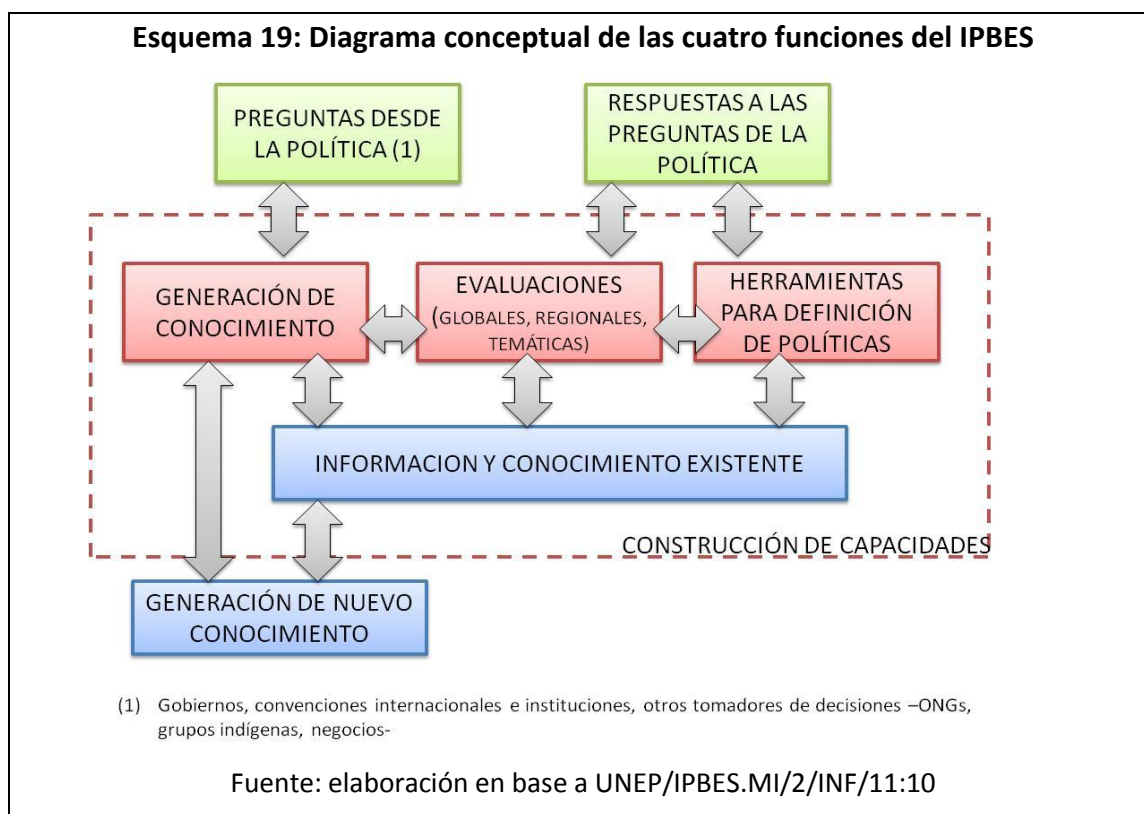 Esquema 19: Diagrama conceptual de las cuatro funciones del IPBES
PREGUNTAS DESDE
LA POLÍTICA (1)
RESPUESTAS A LAS
PREGUNTAS DE LA
POLÍTICA
GENERACIÓN DE
CONOCIMIENTO
EVALUACIONES
(GLOBALES, REGIONALES,
TEMÁTICAS)
HERRAMIENTAS
PARA DEFINICIÓN
DE POLÍTICAS
INFORMACION Y CONOCIMIENTO EXISTENTE
CONSTRUCCIÓN DE CAPACIDADES
GENERACIÓN DE NUEVO
CONOCIMIENTO
(1) Gobiernos, convenciones internacionales e instituciones, otros tomadores de decisiones –ONGs,
grupos indígenas, negocios-
Fuente: elaboración en base a UNEP/IPBES.MI/2/INF/11:10